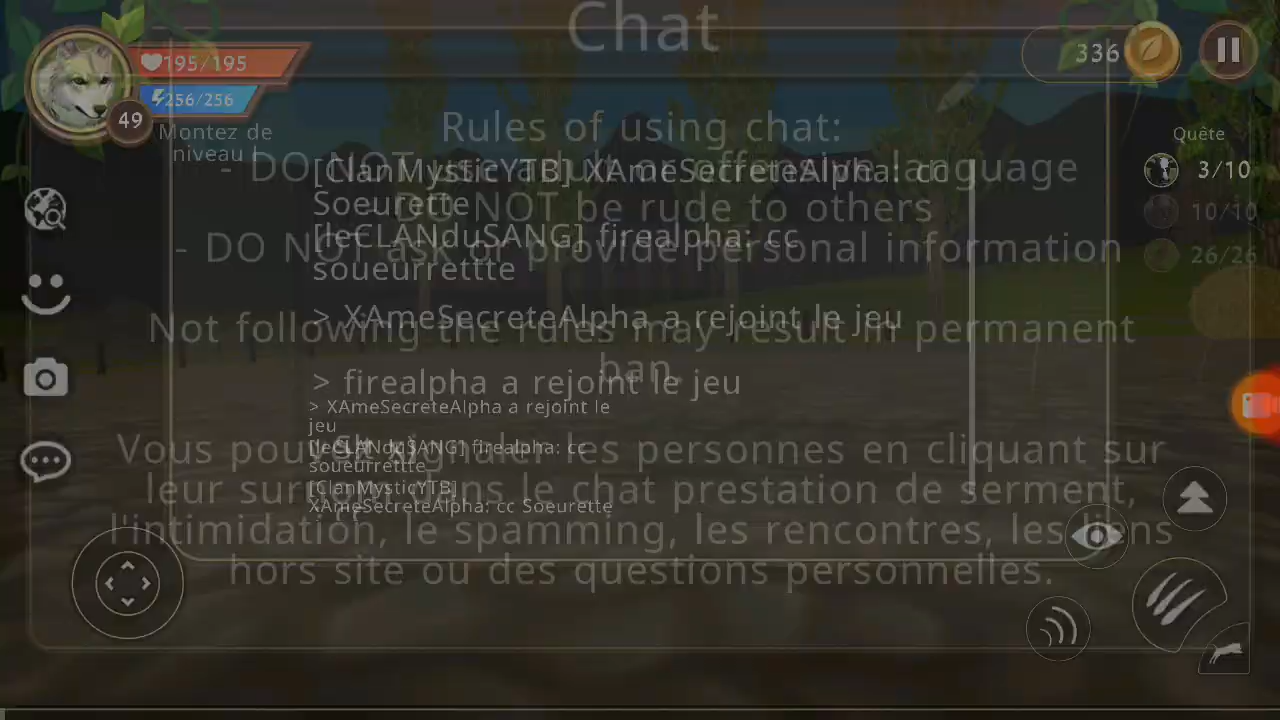 Chat
195/195
336
256/256
49
Montez de
niveau !
Quête
3/10
10/10
26/26
Rules of using chat:
- DO NOT use cruel or offensive language
- DO NOT be rude to others
- DO NOT ask or provide personal information
Not following the rules may result in permanent
ban.
[ClanMysticYTB] XAmeSecreteAlpha: cc
Soeurette
[leCLANduSANG] firealpha: cc
soueurrettte
> XAmeSecreteAlpha a rejoint le jeu
> firealpha a rejoint le jeu
> XAmeSecreteAlpha a rejoint le
jeu
[leCLANduSANG] firealpha: cc
soueurrettte
[ClanMysticYTB]
XAmeSecreteAlpha: cc Soeurette
Vous pouvez signaler les personnes en cliquant sur
leur surnom dans le chat prestation de serment,
l'intimidation, le spamming, les rencontres, les liens
hors site ou des questions personnelles.